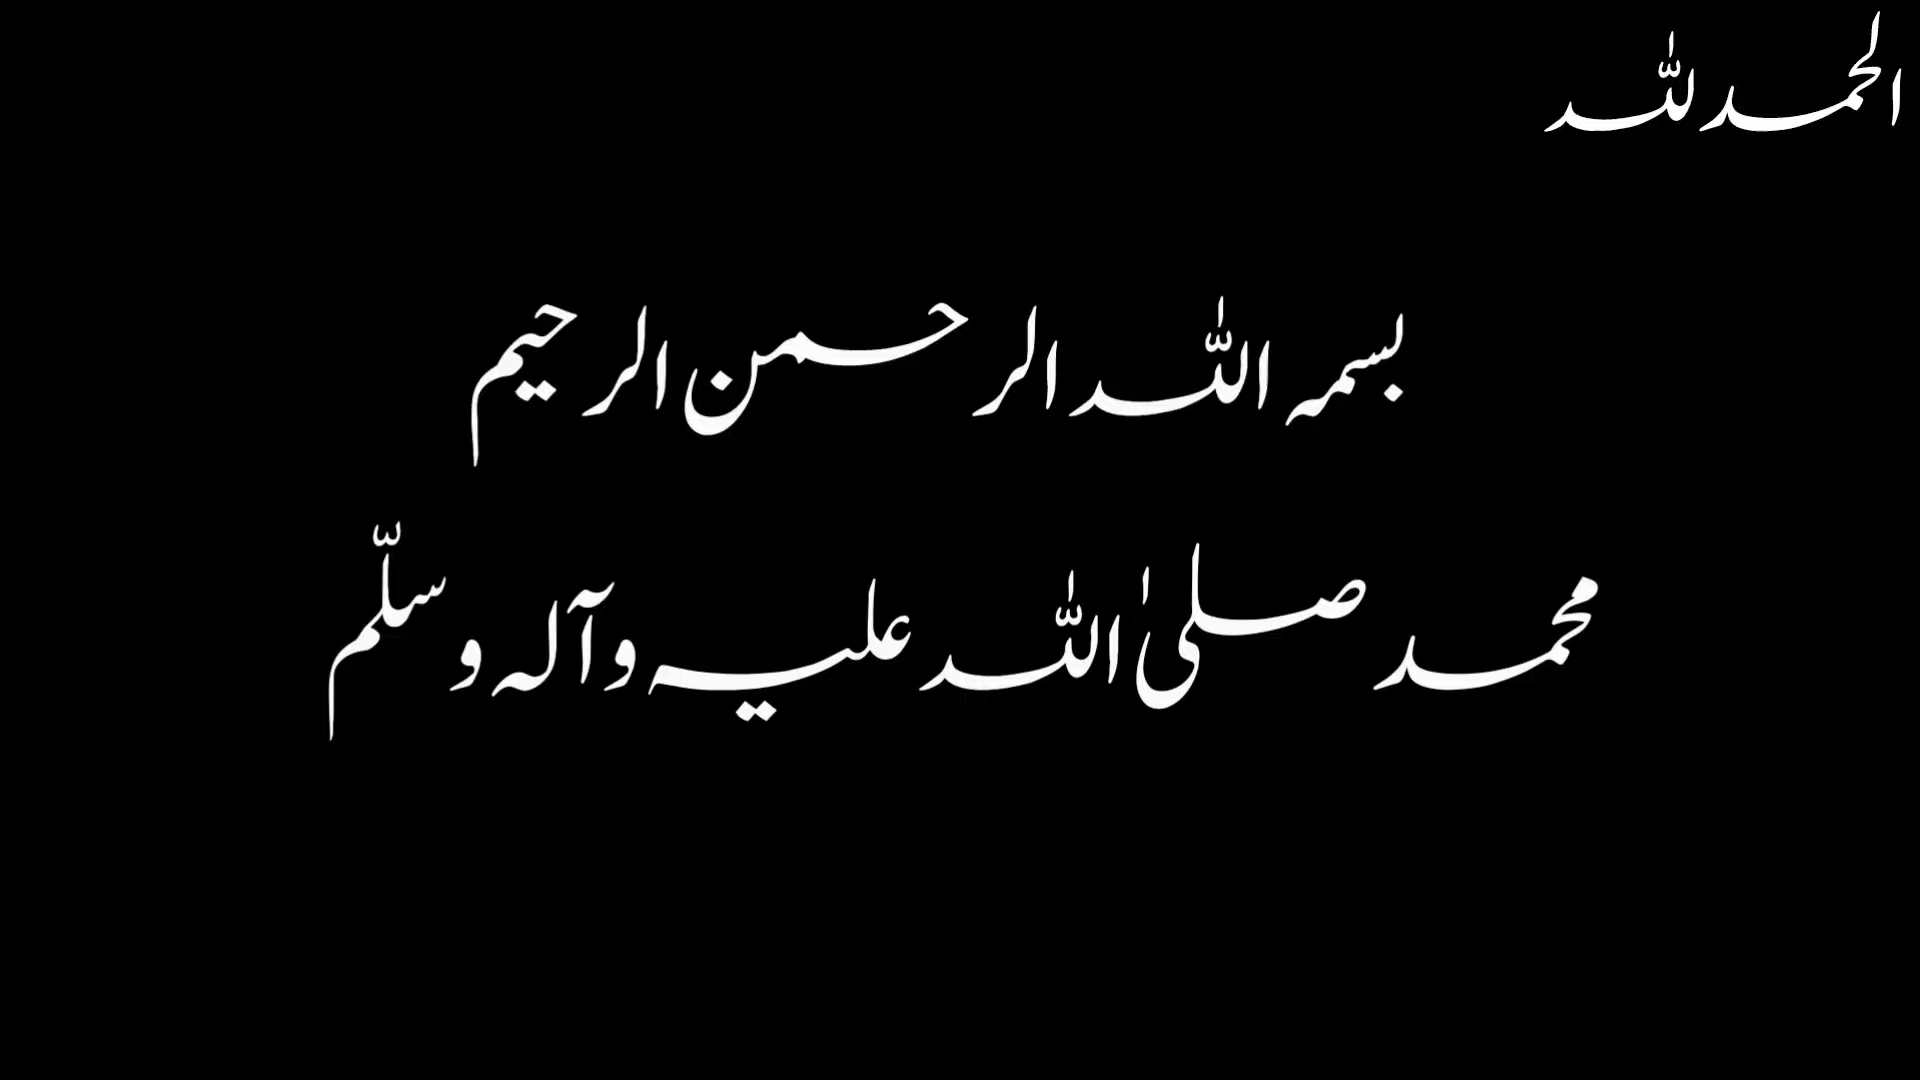 الحمد للہ
بسمہ اللہ الرحمن الرحیم
محمد صلیٰ اللہ علیہ وآلہ وسلّم